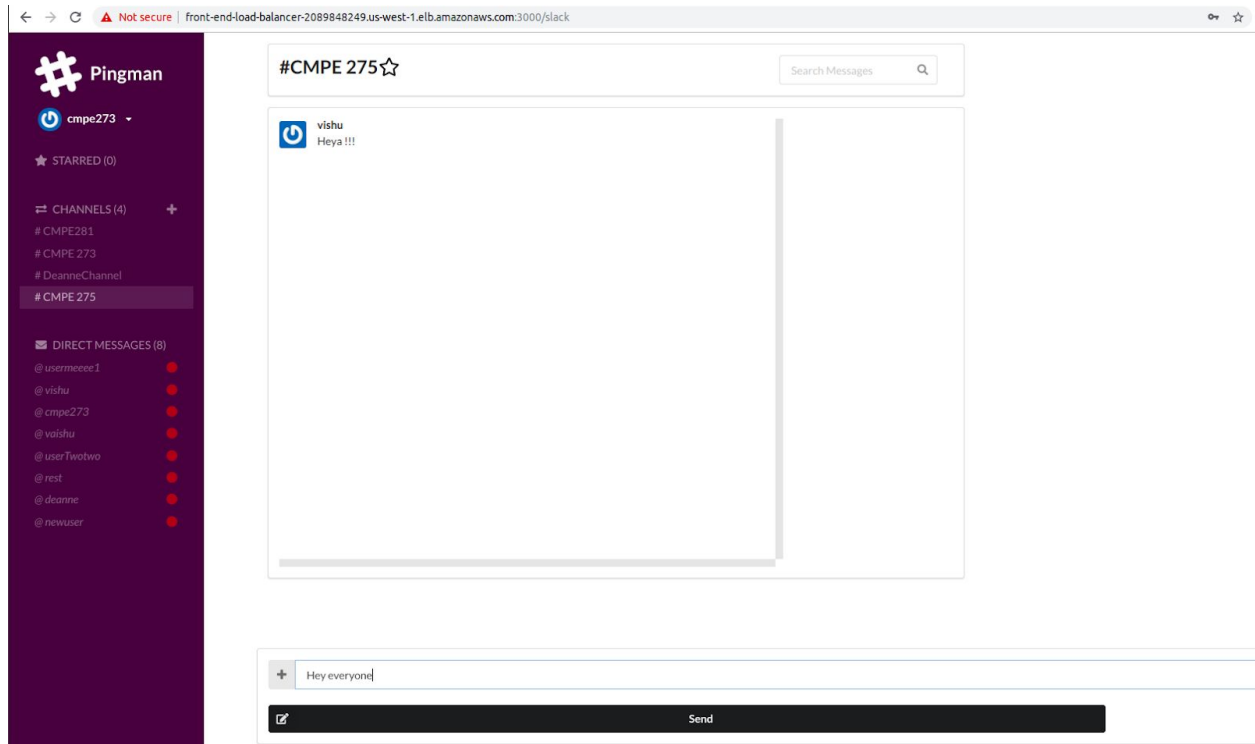 Not secure | front-end-load-balancer-2089848249.us-west-1.elb.amazonaws.com:3000/slack
Pingman
cmpe273
STARRED (0)
CHANNELS (4)
# CMPE281
# CMPE 273
# DeanneChannel
# CMPE 275
DIRECT MESSAGES (8)
@ usermeeee1
@ vishu
@ cmpe273
@ vaishu
@ userTwotwo
@ rest
@ deanne
@ newuser
#CMPE 275
Search Messages
vishu
Heya !!!
Hey everyone
Send